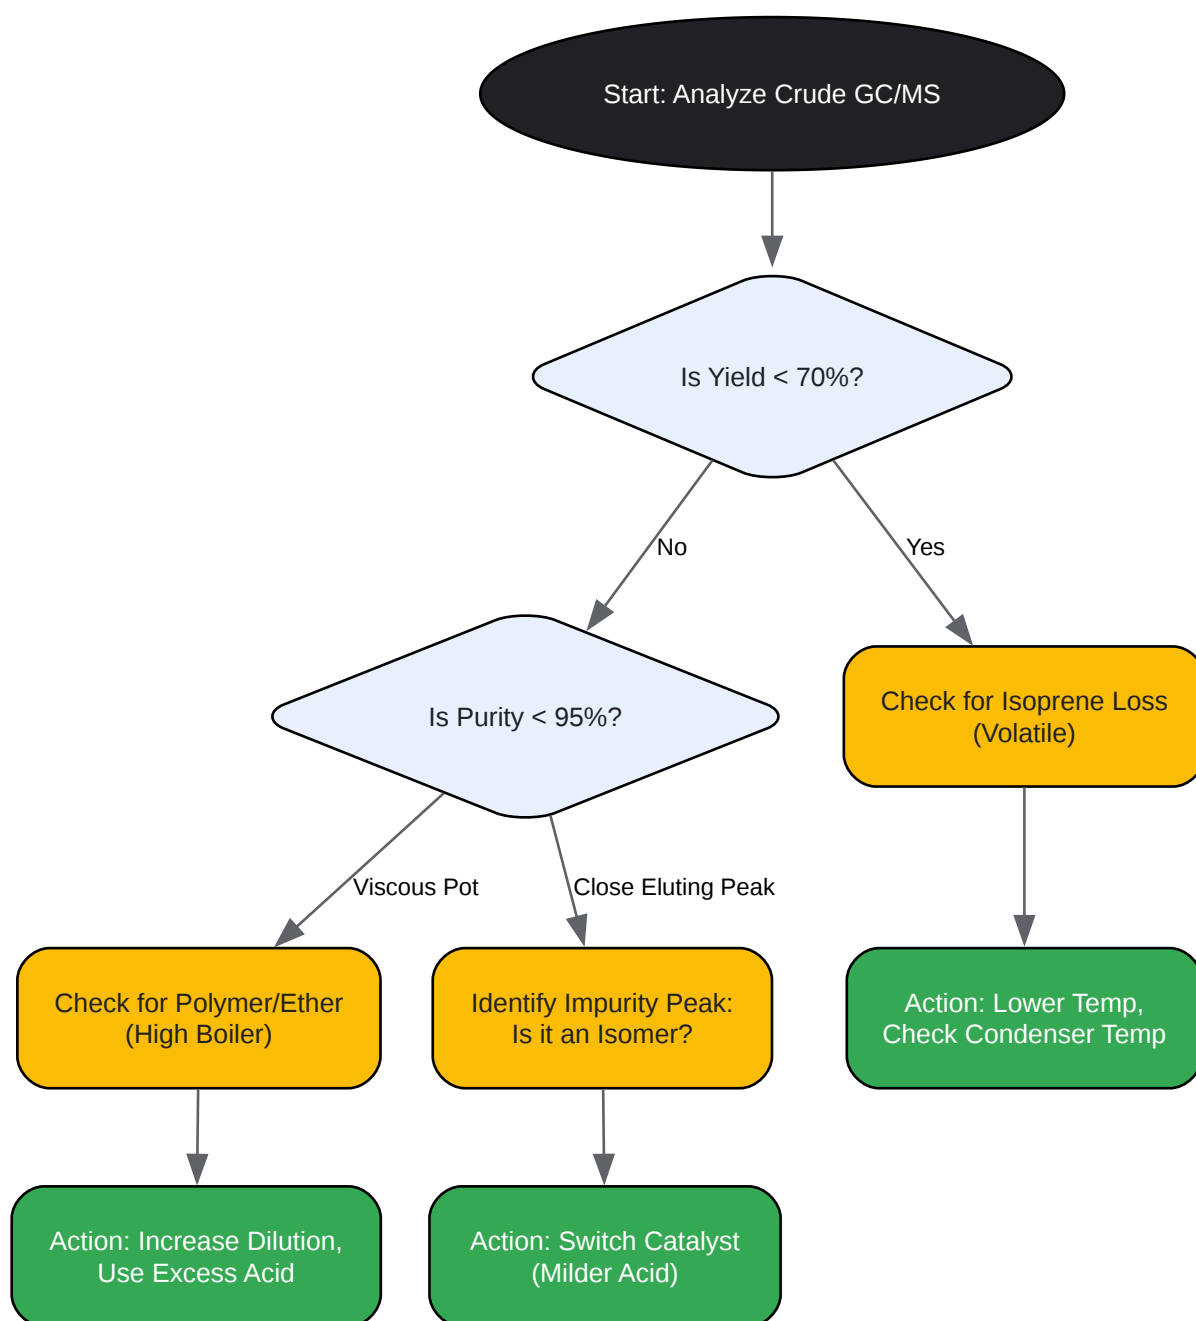 Start: Analyze Crude GC/MS
Is Yield < 70%?
No
Yes
Is Purity < 95%?
Check for Isoprene Loss
(Volatile)
Viscous Pot
Close Eluting Peak
Check for Polymer/Ether
(High Boiler)
Identify Impurity Peak:
Is it an Isomer?
Action: Lower Temp,
Check Condenser Temp
Action: Increase Dilution,
Use Excess Acid
Action: Switch Catalyst
(Milder Acid)